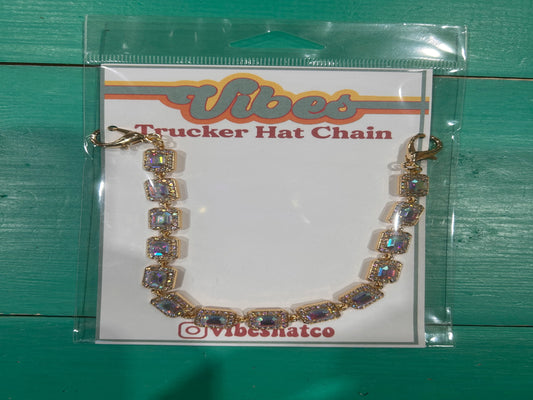 Vibes
Trucker Hat Chain
vibeshatco